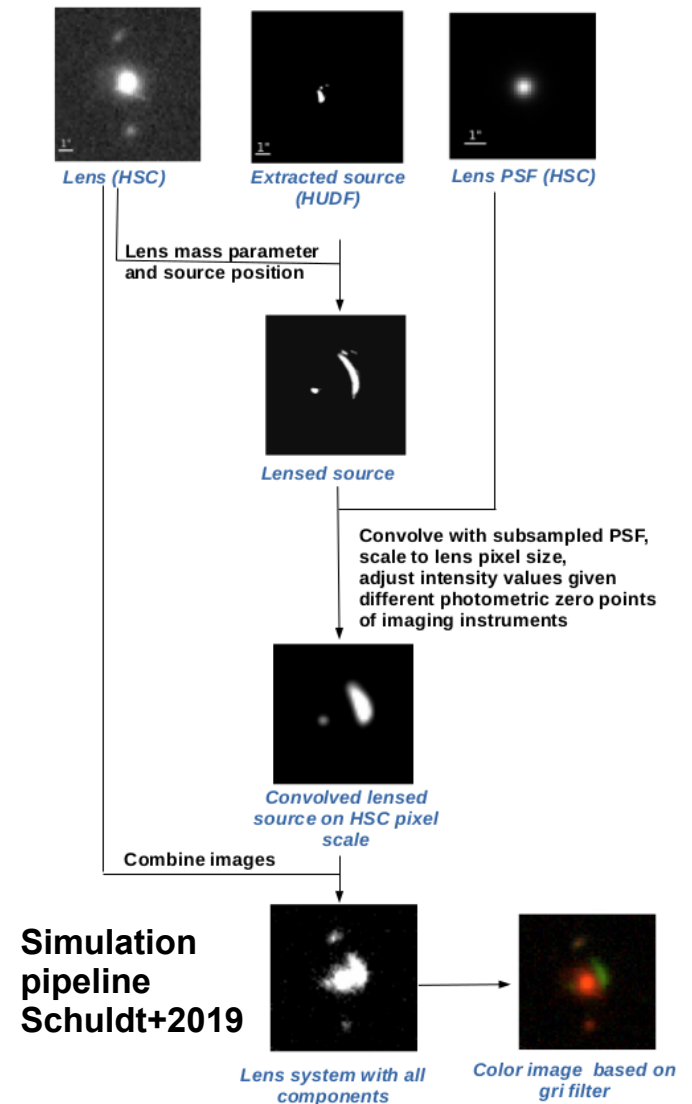 1"
1"
1"
Lens (HSC)
Extracted source
(HUDF)
Lens PSF (HSC)
Lens mass parameter
and source position
Lensed source
Convolve with subsampled PSF,
scale to lens pixel size,
adjust intensity values given
different photometric zero points
of imaging instruments
Convolved lensed
source on HSC pixel
scale
Combine images
Simulation
pipeline
Schuldt+2019
Lens system with all
components
Color image based on
gri filter